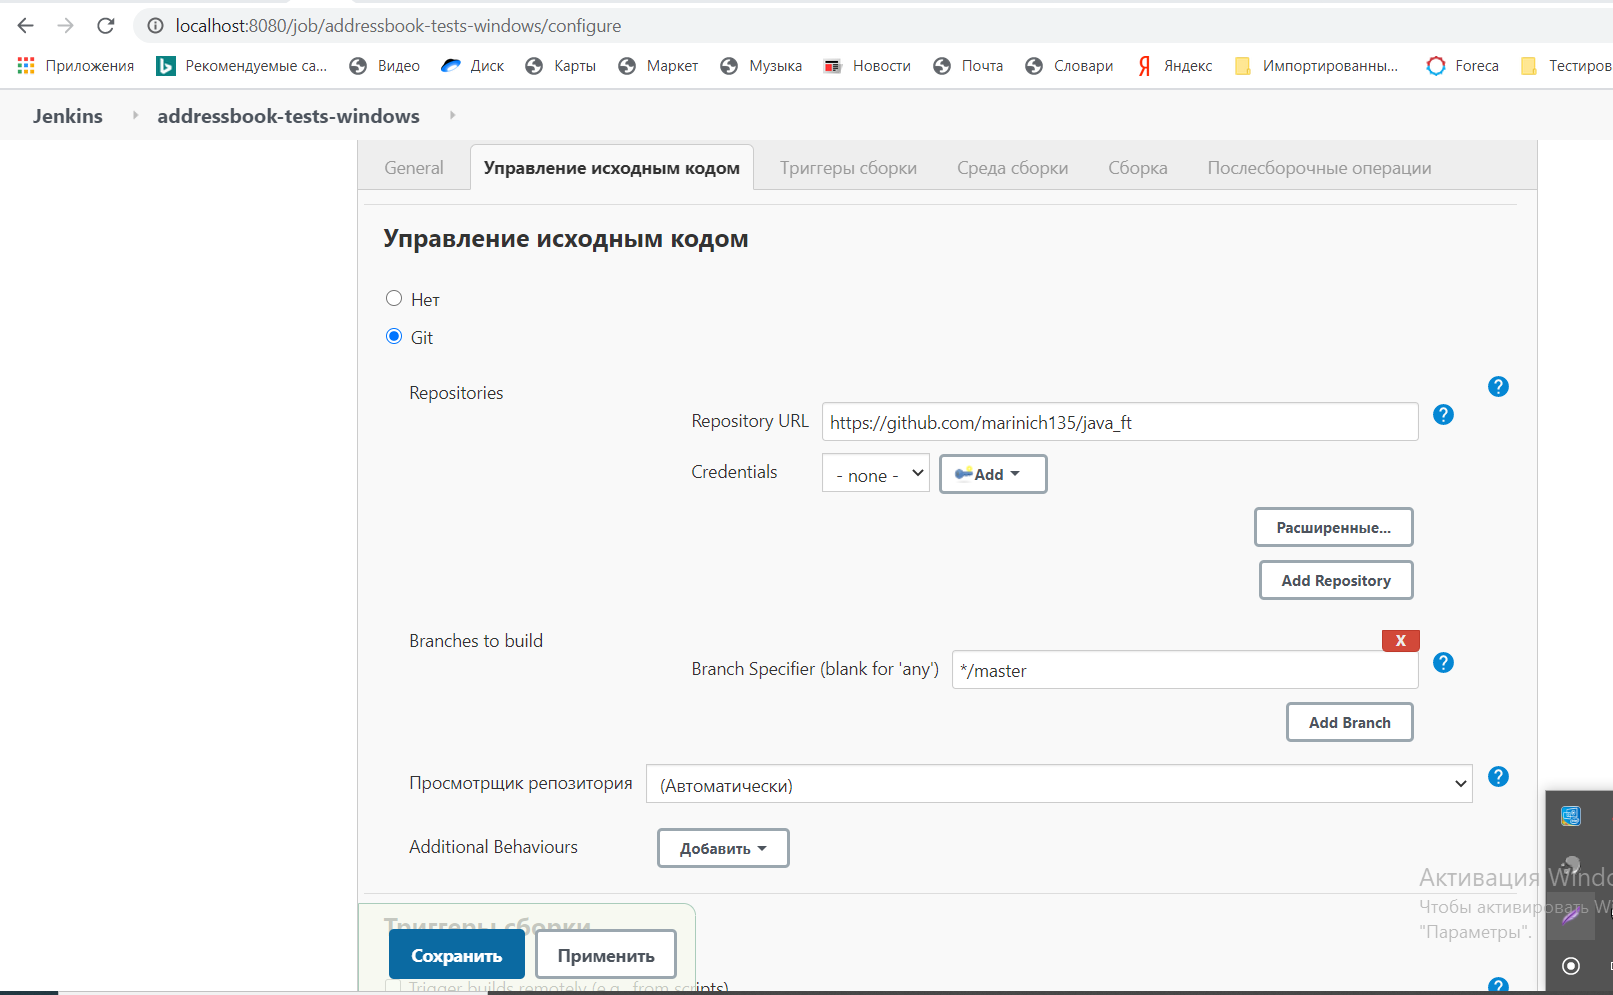 localhost:8080/job/addressbook-tests-windows/configure
Приложения Рекомендуемые са... Видео Диск Карты Маркет Музыка Новости Почта Словари Яндекс Импортированны... Foreca Тестиров
Jenkins addressbook-tests-windows
General Управление исходным кодом Триггеры сборки Среда сборки Сборка Послесборочные операции
Управление исходным кодом
Нет
Git
Repositories
Repository URL https://github.com/marinich135/java_ft
Credentials - none - Add
Расширенные...
Add Repository
Branches to build
X
Branch Specifier (blank for 'any') */master
Add Branch
Просмотрщик репозитория (Автоматически)
Additional Behaviours Добавить
Активация Windo
Чтобы активировать W
"Параметры".
Триггеры сборки
Сохранить Применить
Trigger builds remotely (e.g., from scripts)